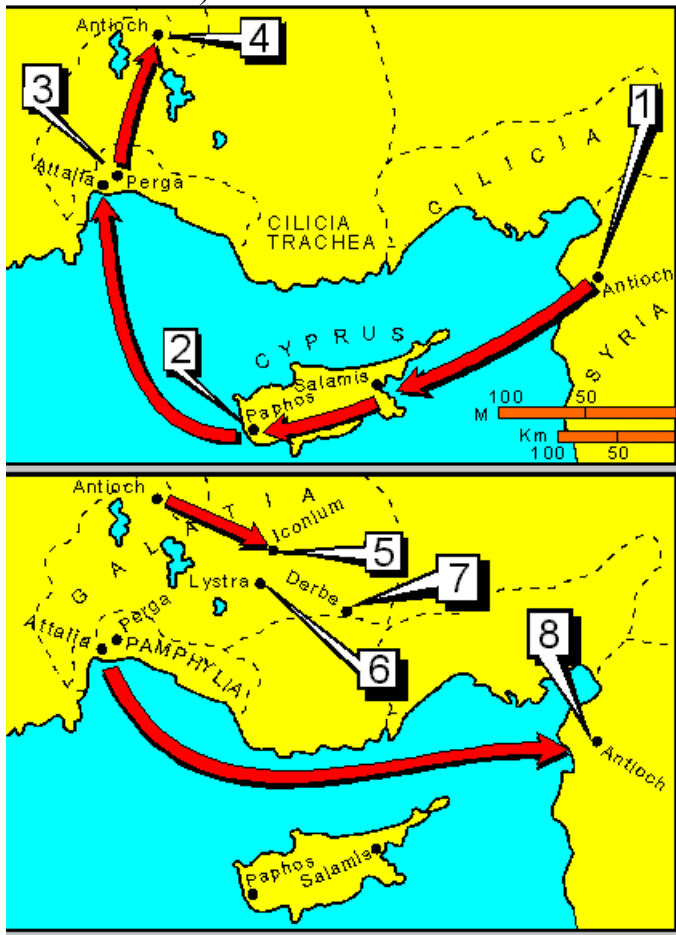 Antioch
4
3
1
Attalia
Perga
CILICIA
CILICIA
TRACHEA
Antioch
SYRIA
2
CYPRUS
Salamis
Paphos
100 50
M
Km
100 50
Antioch
GALATIA
Iconium
5
Lystra
Derbe
7
6
8
Perga
Attalia
PAMPHYLIA
Antioch
Paphos
Salamis